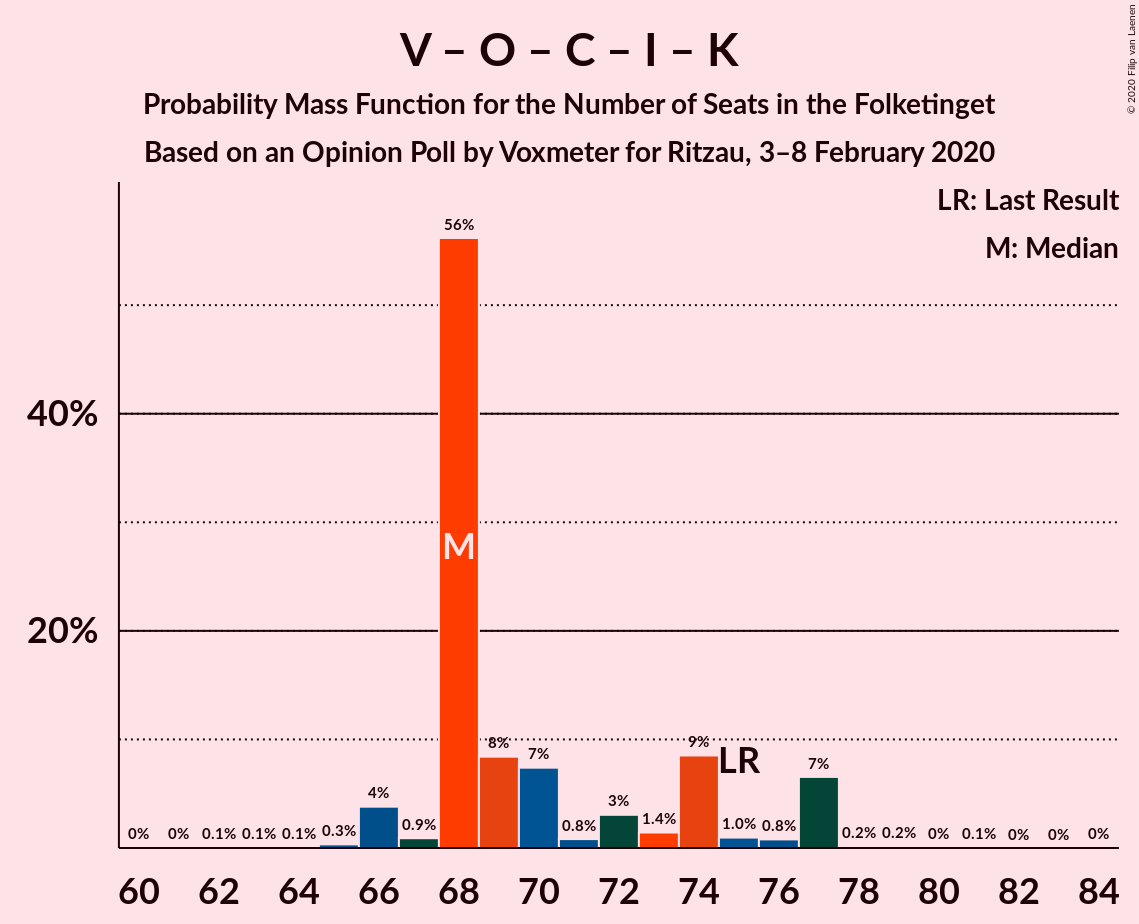 V – O – C – I – K
Probability Mass Function for the Number of Seats in the Folketinget
Based on an Opinion Poll by Voxmeter for Ritzau, 3–8 February 2020
© 2020 Filip van Laenen
LR: Last Result
M: Median
56%
40%
M
20%
8%
9%
7%
LR
7%
4%
3%
0% 0% 0.1% 0.1% 0.1% 0.3% 0.9% 0.8% 1.4% 1.0% 0.8% 0.2% 0.2% 0% 0.1% 0% 0% 0%
60 62 64 66 68 70 72 74 76 78 80 82 84